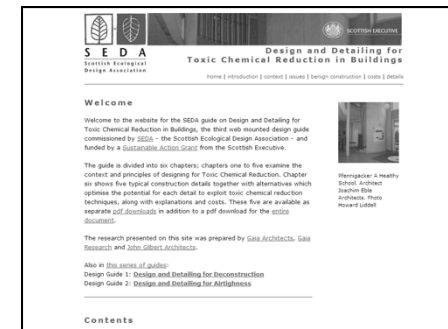 SCOTTISH EXECUTIVE
S E D A
Scottish Ecological
Design Association
Design and Detailing for
Toxic Chemical Reduction in Buildings
home | introduction | context | issues | benign construction | costs | details
Welcome
Welcome to the website for the SEDA guide on Design and Detailing for
Toxic Chemical Reduction in Buildings, the third web mounted design guide
commissioned by SEDA - the Scottish Ecological Design Association - and
funded by a Sustainable Action Grant from the Scottish Executive.
The guide is divided into six chapters; chapters one to five examine the
context and principles of designing for Toxic Chemical Reduction. Chapter
six shows five typical construction details together with alternatives which
optimise the potential for each detail to exploit toxic chemical reduction
techniques, along with explanations and costs. These five are available as
separate pdf downloads in addition to a pdf download for the entire
document.
The research presented on this site was prepared by Gaia Architects, Gaia
Research and John Gilbert Architects.
Also in this series of guides:
Design Guide 1: Design and Detailing for Deconstruction
Design Guide 2: Design and Detailing for Airtighness
Pfennigäcker A Healthy
School. Architect
Joachim Eble
Architects. Photo
Howard Liddell
Contents